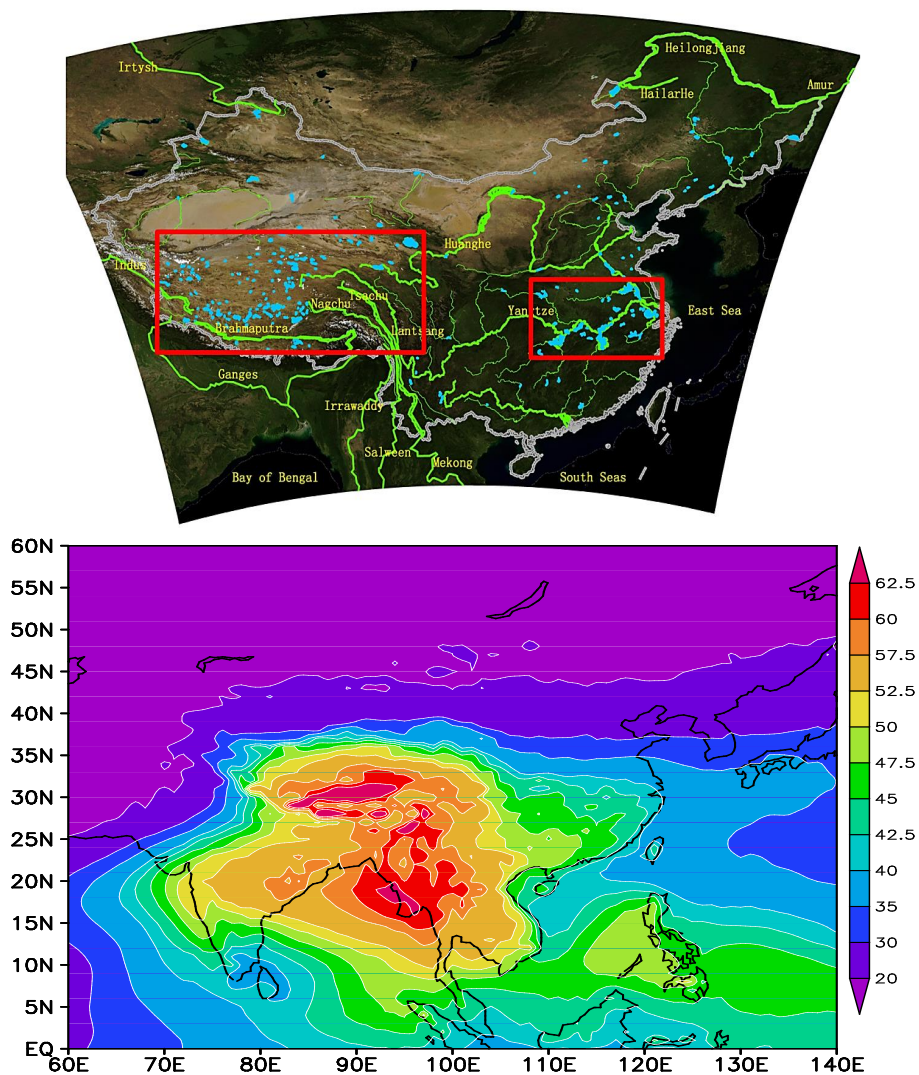 Heilongjiang
Irtysh
Amur
HailarHe
Huanghe
Indus
Tsachu
Nagchu
Yangtze
East Sea
Brahmaputra
Lantsang
Ganges
Irrawaddy
Salween
Mekong
Bay of Bengal
South Seas
60N
55N
50N
45N
40N
35N
30N
25N
20N
15N
10N
5N
EQ
60E 70E 80E 90E 100E 110E 120E 130E 140E
62.5
60
57.5
52.5
50
47.5
45
42.5
40
35
30
20